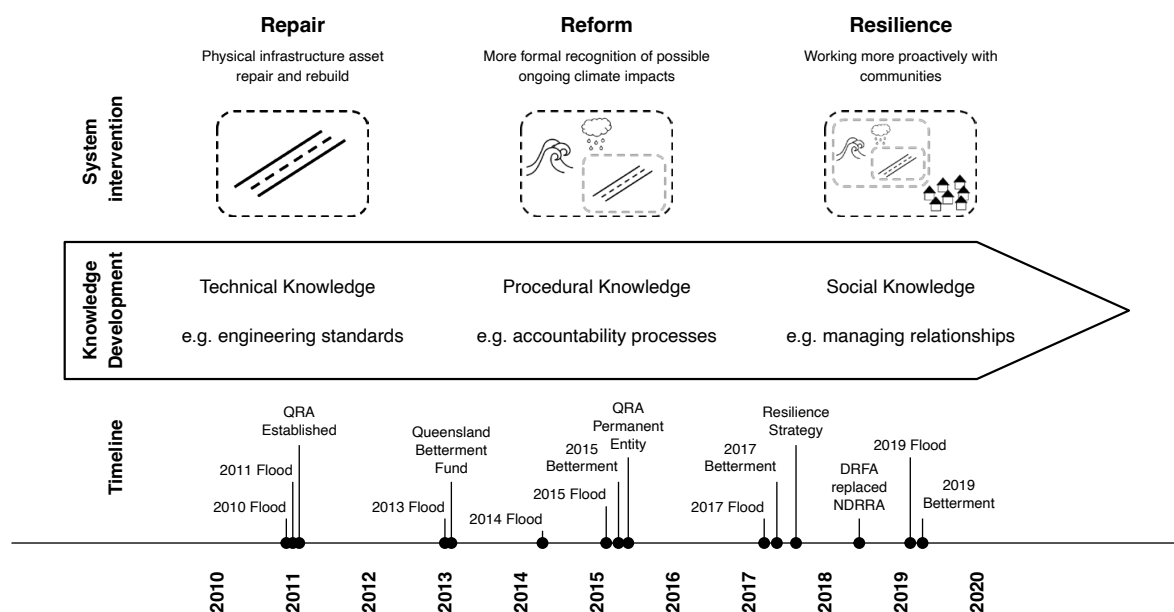 Repair
Physical infrastructure asset
repair and rebuild
Reform
More formal recognition of possible
ongoing climate impacts
Resilience
Working more proactively with
communities
System
intervention
Knowledge
Development
Technical Knowledge
e.g. engineering standards
Procedural Knowledge
e.g. accountability processes
Social Knowledge
e.g. managing relationships
Timeline
2010 Flood
2011 Flood
QRA
Established
2013 Flood
Queensland
Betterment
Fund
2014 Flood
2015 Flood
2015
Betterment
QRA
Permanent
Entity
2017 Flood
2017
Betterment
Resilience
Strategy
DRFA
replaced
NDRRA
2019 Flood
2019
Betterment
2010
2011
2012
2013
2014
2015
2016
2017
2018
2019
2020